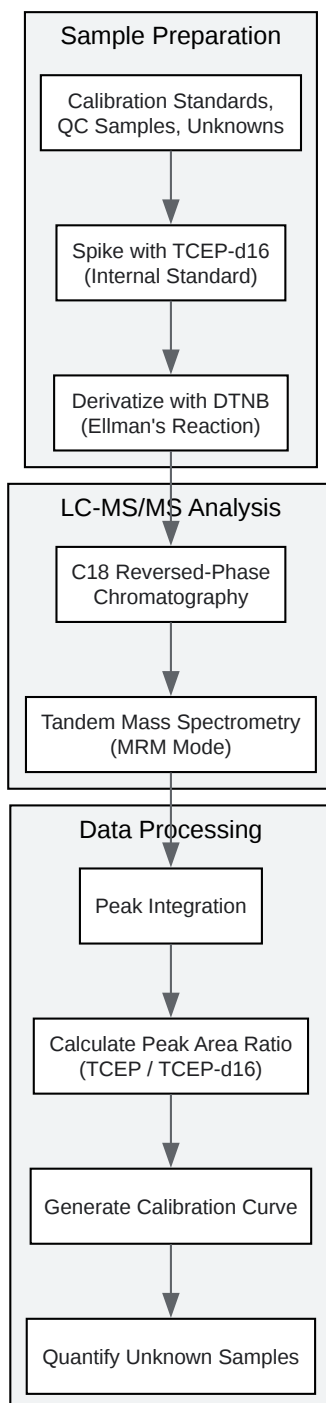 Sample Preparation
Calibration Standards,
QC Samples, Unknowns
Spike with TCEP-d16
(Internal Standard)
Derivatize with DTNB
(Ellman's Reaction)
LC-MS/MS Analysis
C18 Reversed-Phase
Chromatography
Tandem Mass Spectrometry
(MRM Mode)
Data Processing
Peak Integration
Calculate Peak Area Ratio
(TCEP / TCEP-d16)
Generate Calibration Curve
Quantify Unknown Samples